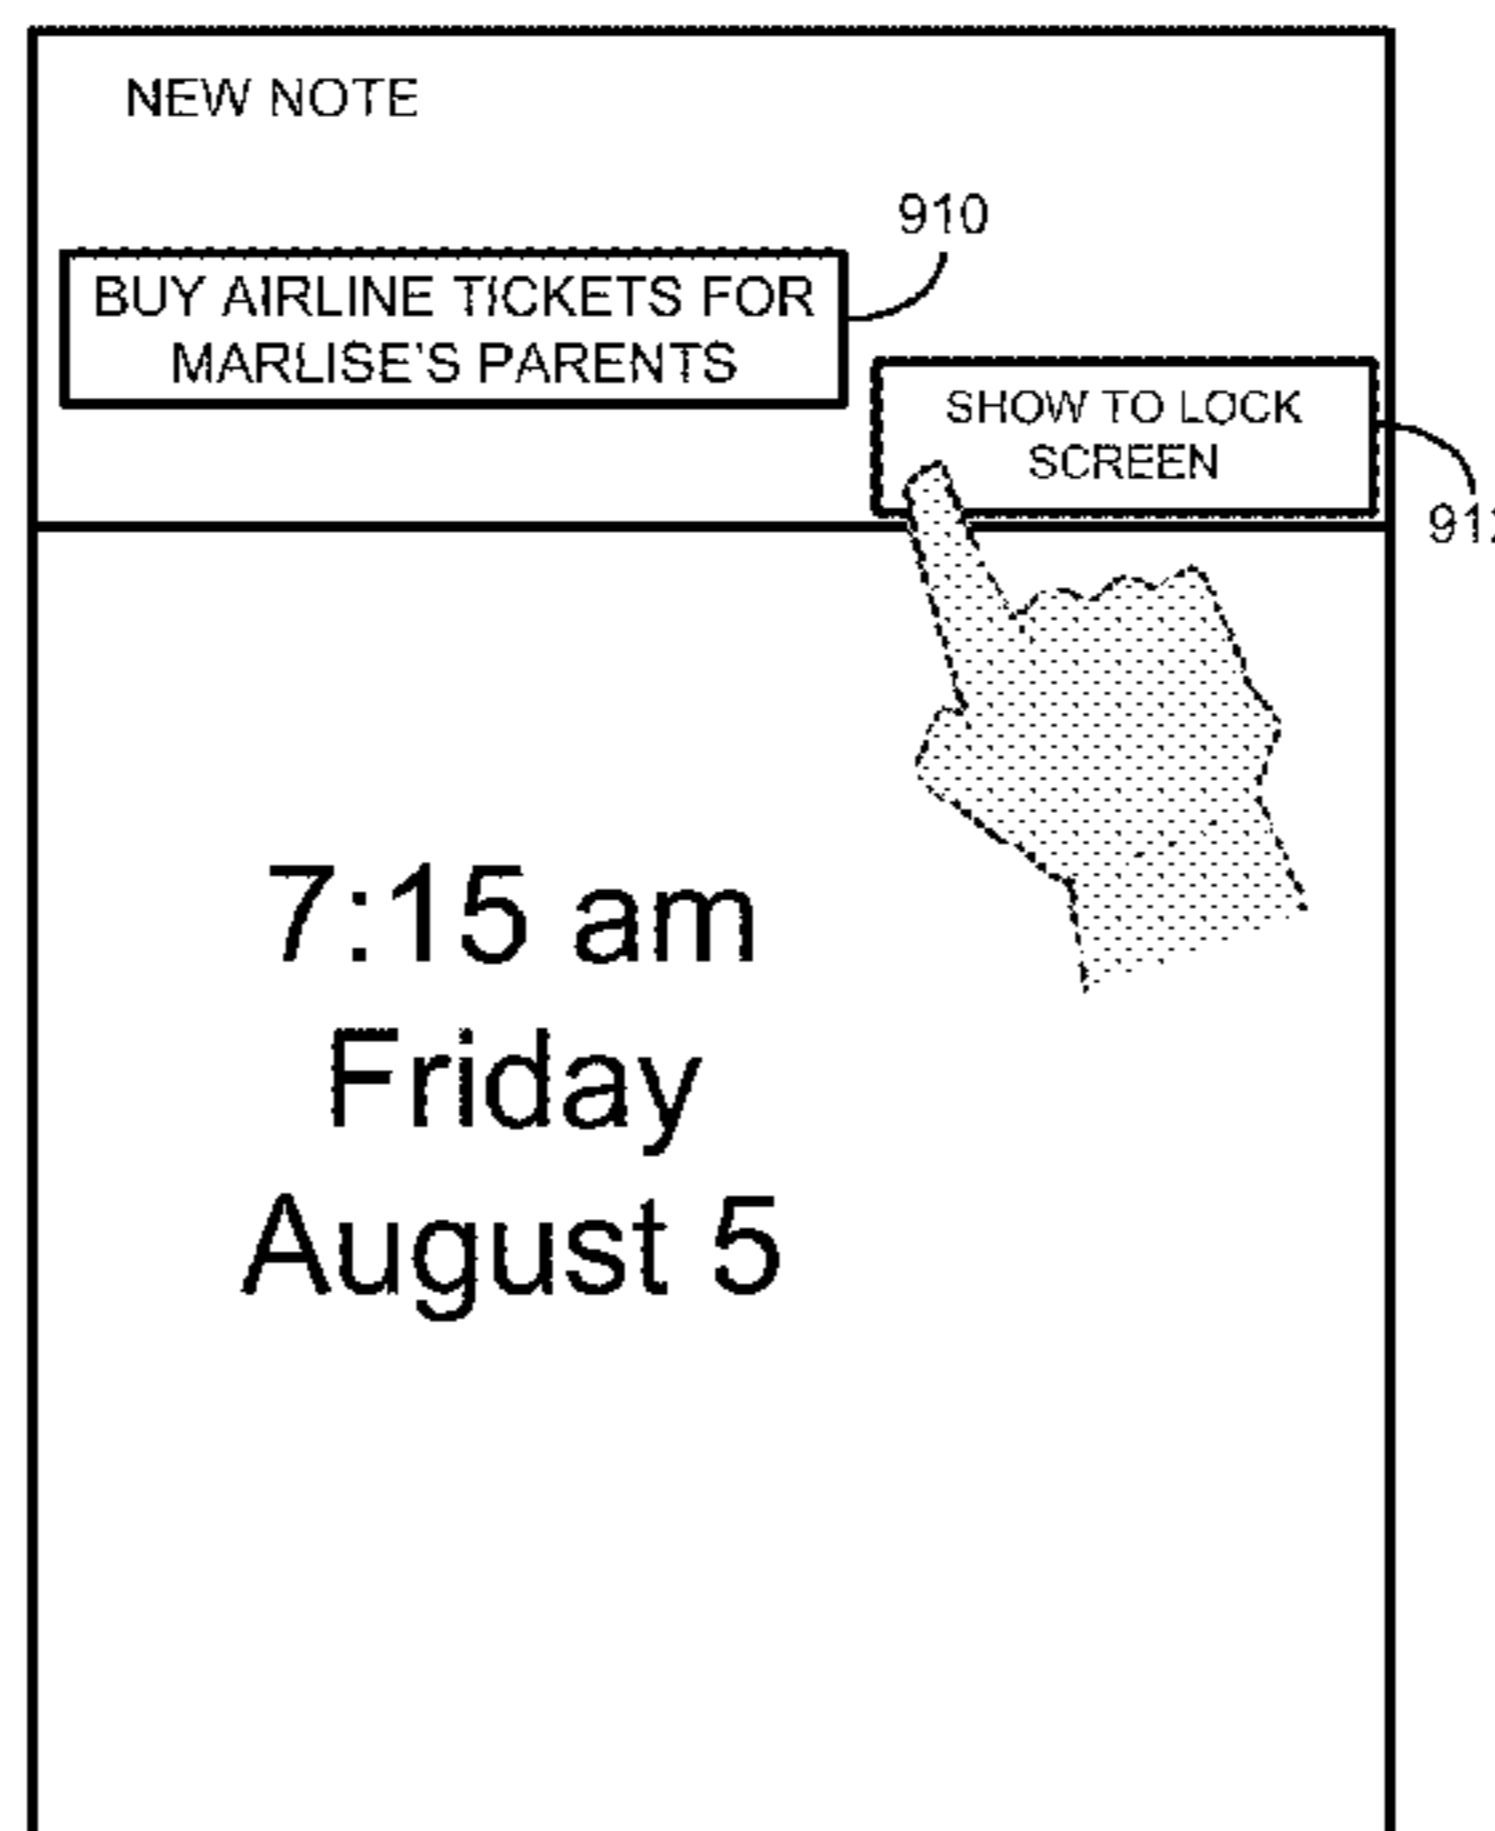 NEW NOTE
910
BUY AIRLINE TICKETS FOR
MARLISE'S PARENTS
SHOW TO LOCK
SCREEN
7:15 am
Friday
August 5